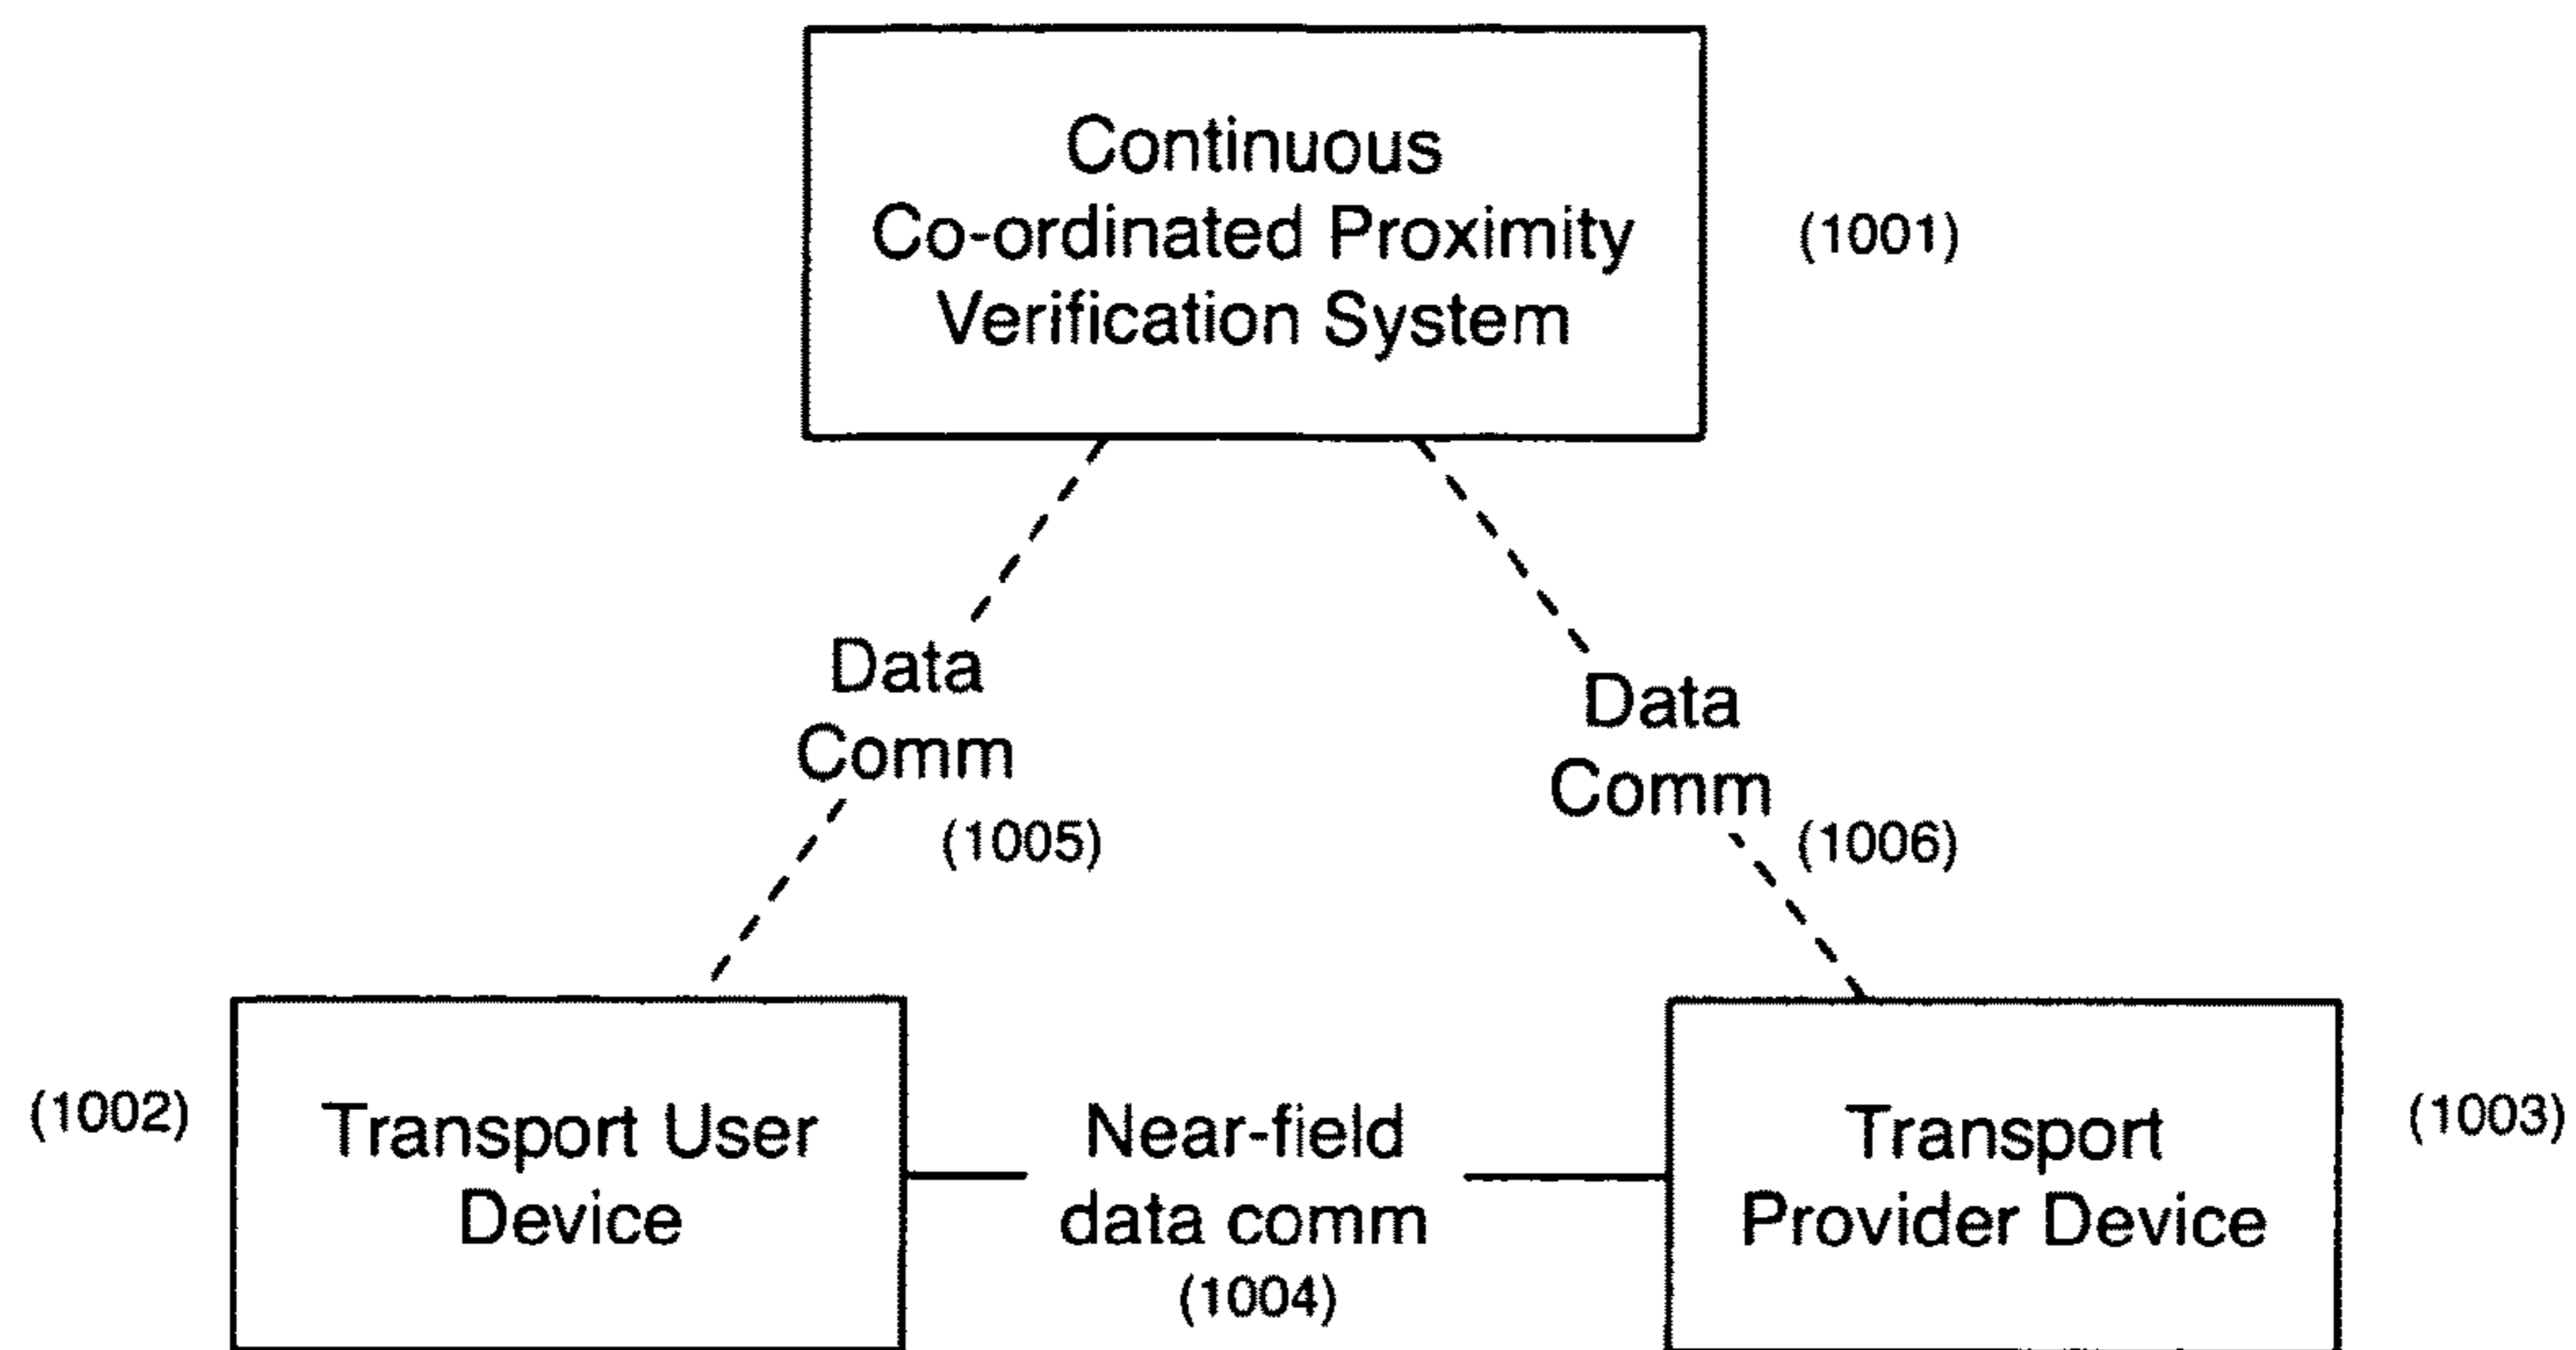 Continuous
Co-ordinated Proximity
Verification System
(1001)
Data
Comm
(1005)
Data
Comm
(1006)
(1002)
Transport User
Device
Near-field
data comm
(1004)
Transport
Provider Device
(1003)